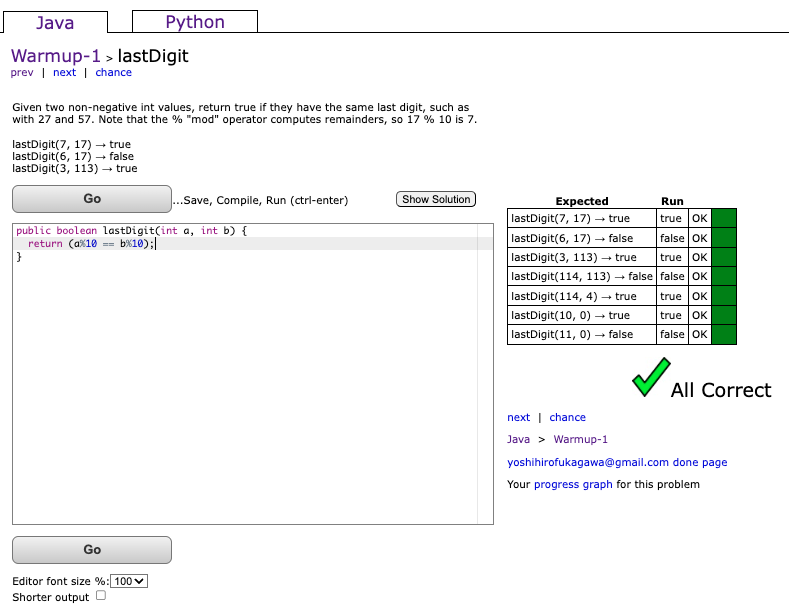 Java Python
Warmup-1 > lastDigit
prev | next | chance
Given two non-negative int values, return true if they have the same last digit, such as
with 27 and 57. Note that the % "mod" operator computes remainders, so 17 % 10 is 7.
lastDigit(7, 17) → true
lastDigit(6, 17) → false
lastDigit(3, 113) → true
Go ...Save, Compile, Run (ctrl-enter) Show Solution
public boolean lastDigit(int a, int b) {
  return (a%10 == b%10);
}
Go
Editor font size %: 100
Shorter output
Expected Run
lastDigit(7, 17) → true true OK
lastDigit(6, 17) → false false OK
lastDigit(3, 113) → true true OK
lastDigit(114, 113) → false false OK
lastDigit(114, 4) → true true OK
lastDigit(10, 0) → true true OK
lastDigit(11, 0) → false false OK
All Correct
next | chance
Java > Warmup-1
yoshihirofukagawa@gmail.com done page
Your progress graph for this problem